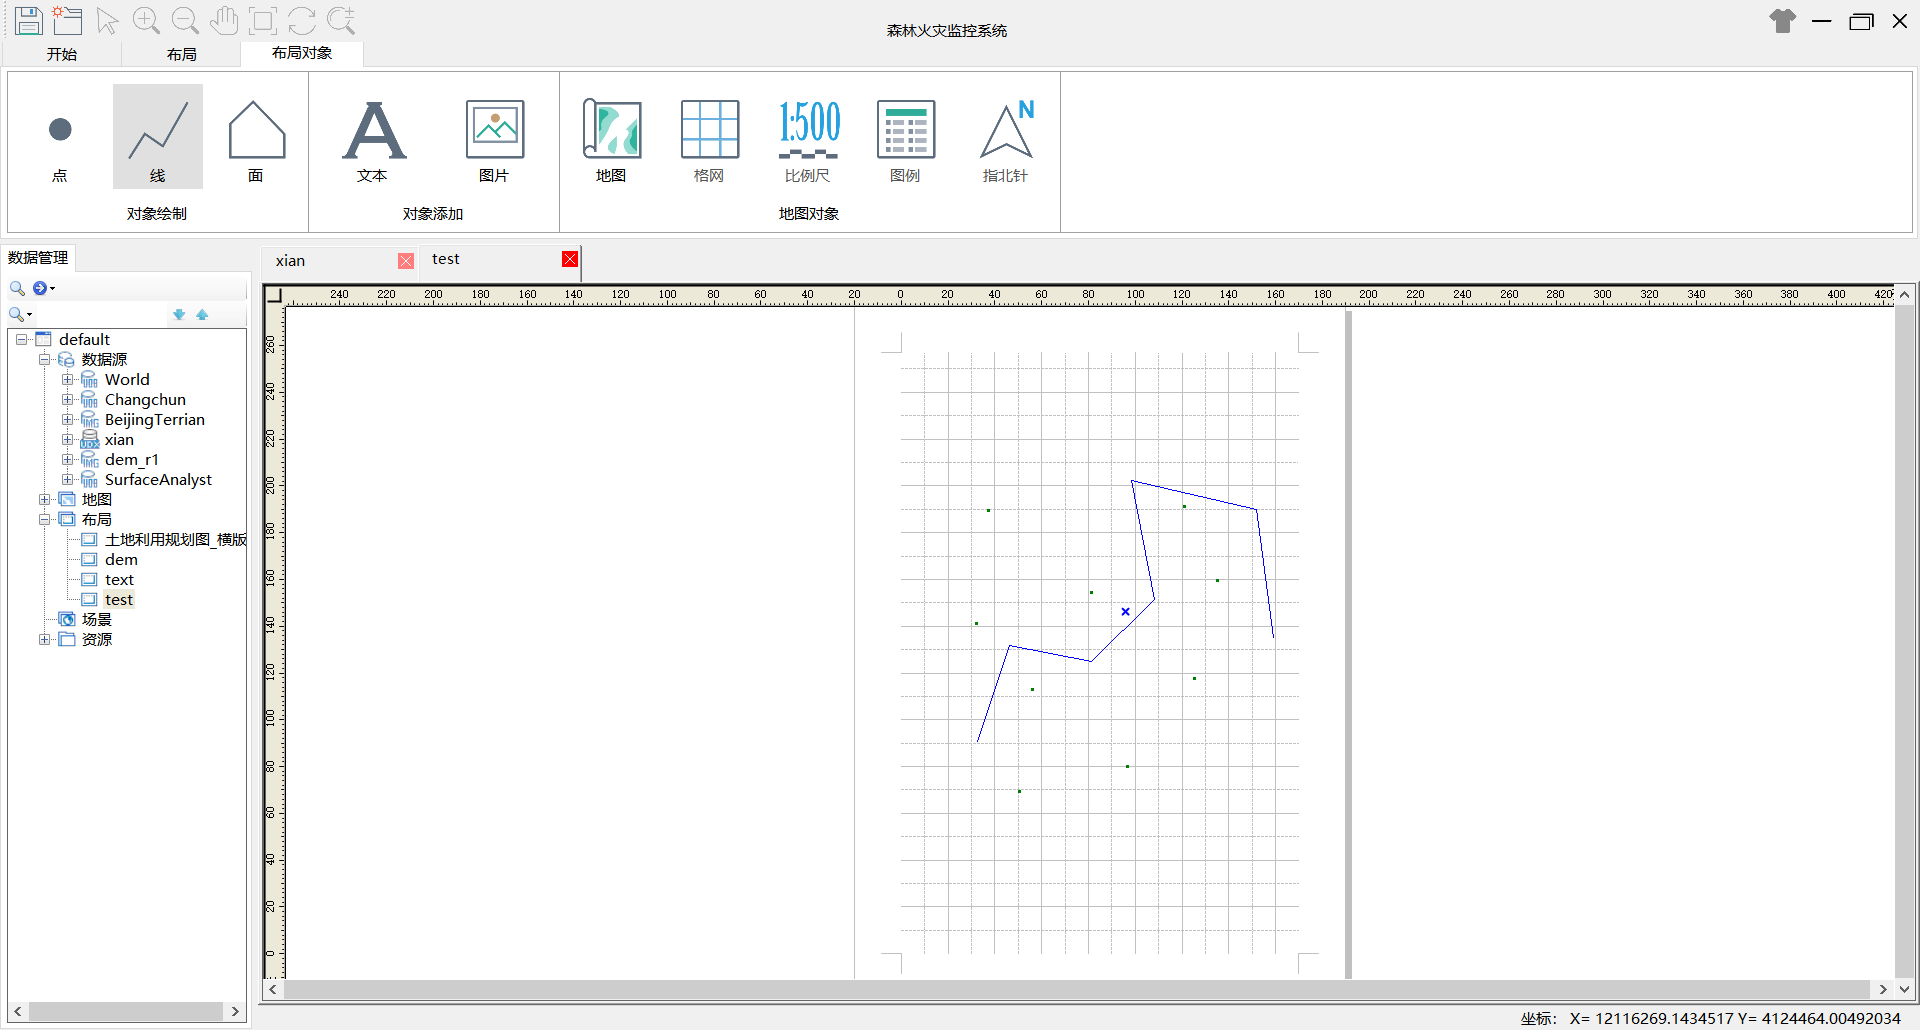 森林火灾监控系统
开始
布局
布局对象
点
线
面
对象绘制
A
文本
图片
对象添加
地图
格网
1:500
比例尺
图例
N
指北针
地图对象
数据管理
default
数据源
World
Changchun
BeijingTerrian
xian
dem_r1
SurfaceAnalyst
地图
布局
土地利用规划图_横版
dem
text
test
场景
资源
xian
test
240 220 200 180 160 140 120 100 80 60 40 20 0 20 40 60 80 100 120 140 160 180 200 220 240 260 280 300 320 340 360 380 400 420
260
240
220
200
180
160
140
120
100
80
60
40
20
0
坐标: X= 12116269.1434517 Y= 4124464.00492034